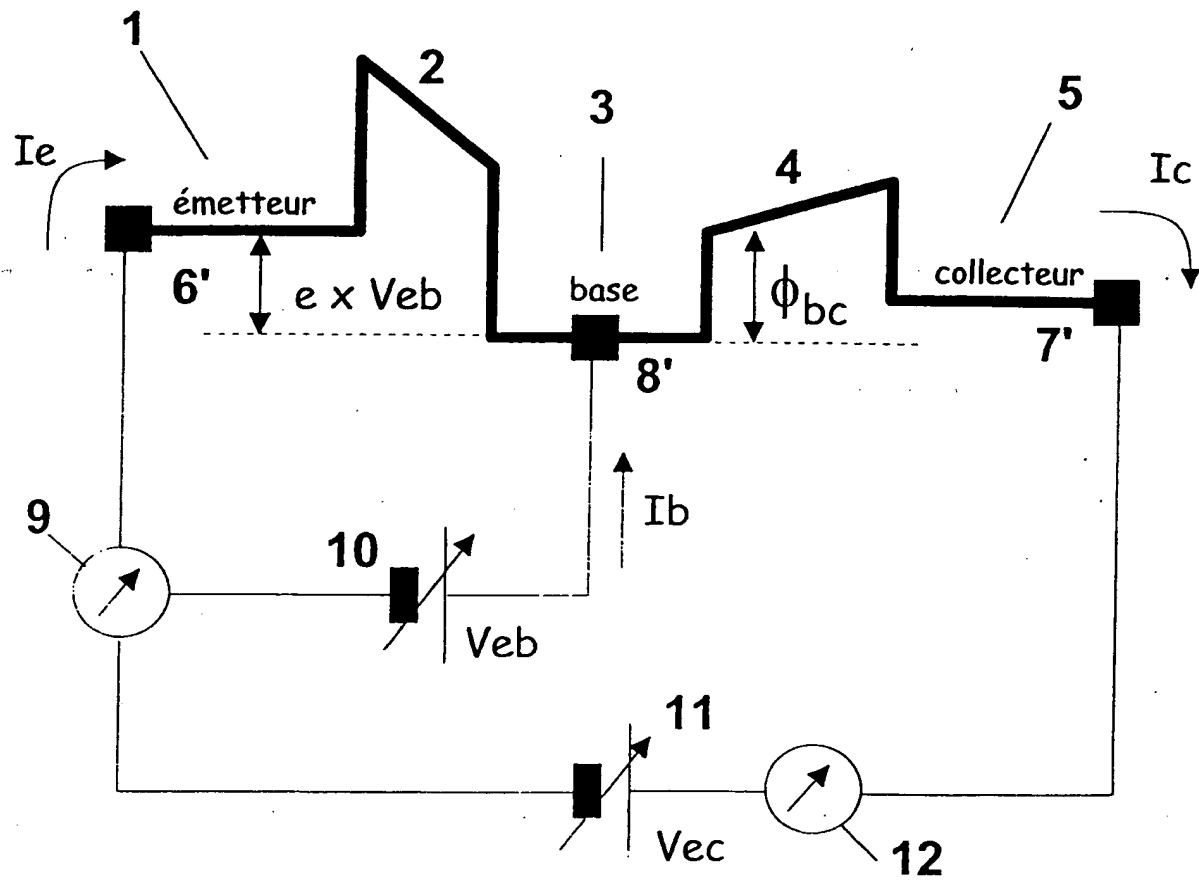 1
2
3
5
4
Ie
Ic
émetteur
6'
e x Veb
base
ϕbc
collecteur
7'
8'
9
10
Ib
Veb
11
Vec
12